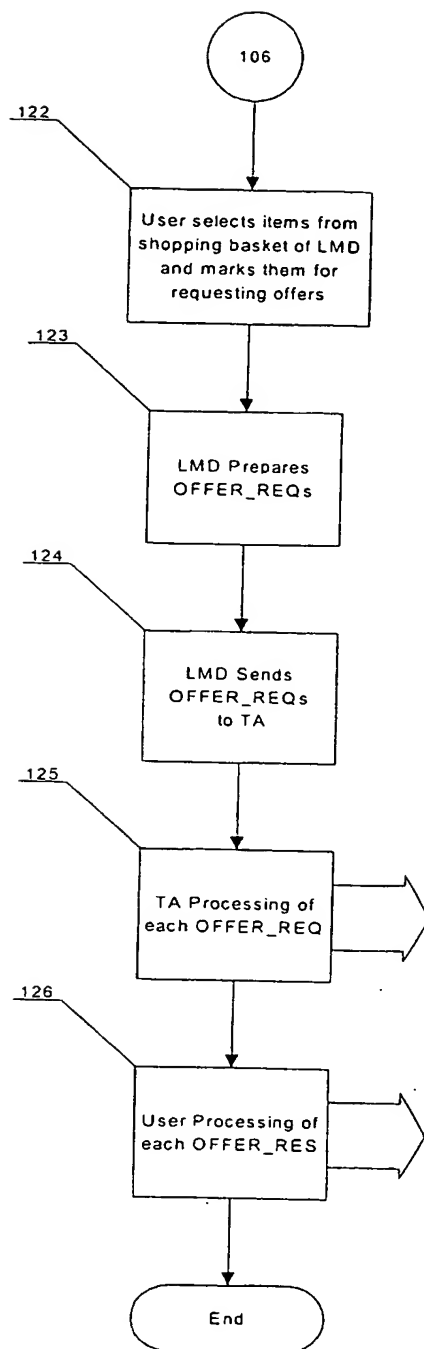 106
122
User selects items from
shopping basket of LMD
and marks them for
requesting offers
123
LMD Prepares
OFFER_REQs
124
LMD Sends
OFFER_REQs
to TA
125
TA Processing of
each OFFER_REQ
126
User Processing of
each OFFER_RES
End